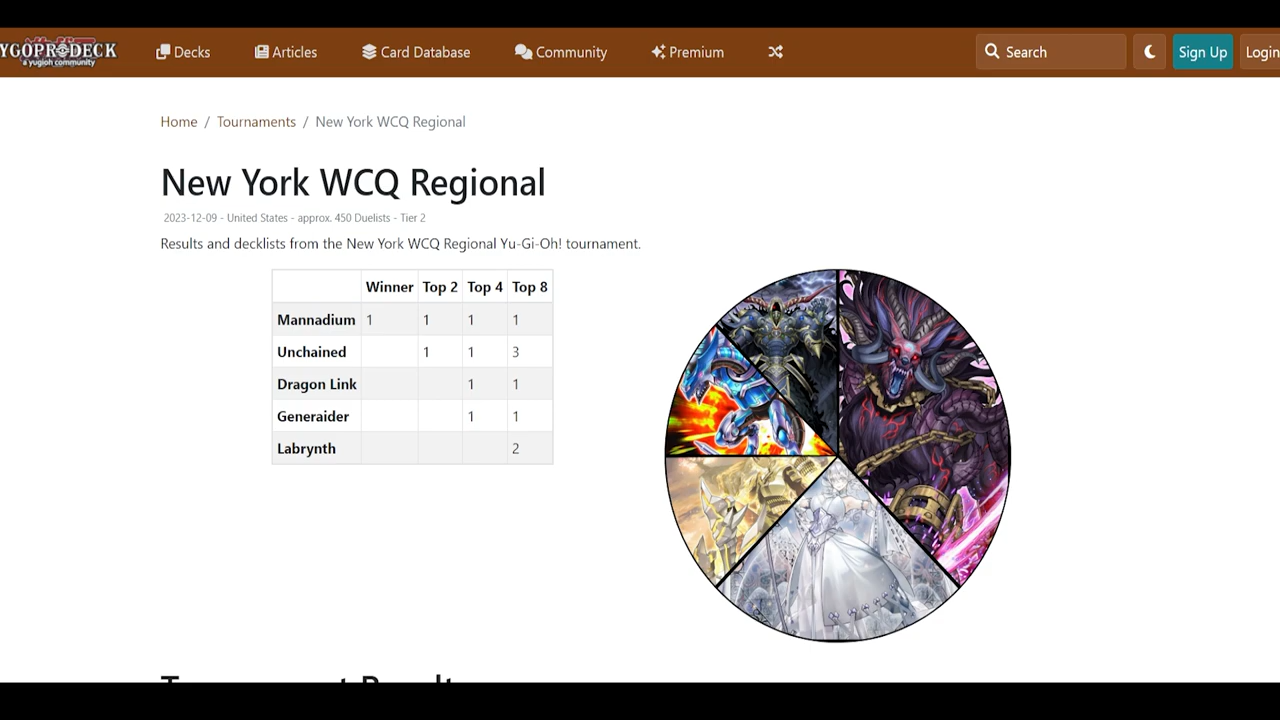 YGOPRODECK
a yugioh community
Decks
Articles
Card Database
Community
Premium
Search
Sign Up
Login
Home / Tournaments / New York WCQ Regional
New York WCQ Regional
2023-12-09 - United States - approx. 450 Duelists - Tier 2
Results and decklists from the New York WCQ Regional Yu-Gi-Oh! tournament.
Winner Top 2 Top 4 Top 8
Mannadium 1 1 1 1
Unchained 1 1 3
Dragon Link 1 1
Generaider 1 1
Labrynth 2